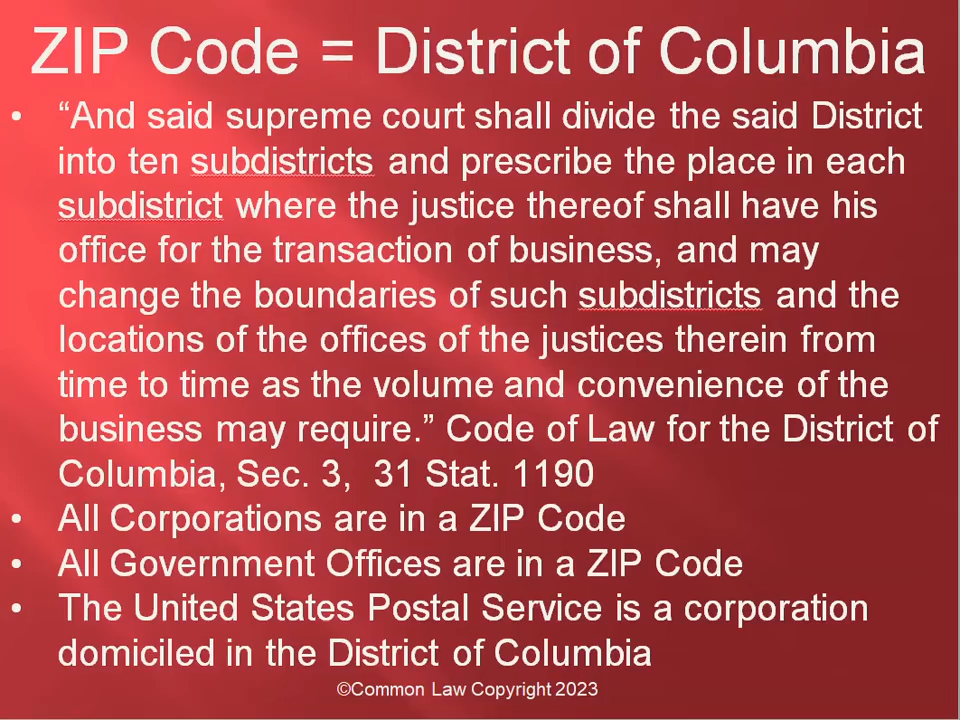 ZIP Code = District of Columbia
• “And said supreme court shall divide the said District
into ten subdistricts and prescribe the place in each
subdistrict where the justice thereof shall have his
office for the transaction of business, and may
change the boundaries of such subdistricts and the
locations of the offices of the justices therein from
time to time as the volume and convenience of the
business may require.” Code of Law for the District of
Columbia, Sec. 3, 31 Stat. 1190
• All Corporations are in a ZIP Code
• All Government Offices are in a ZIP Code
• The United States Postal Service is a corporation
domiciled in the District of Columbia
©Common Law Copyright 2023